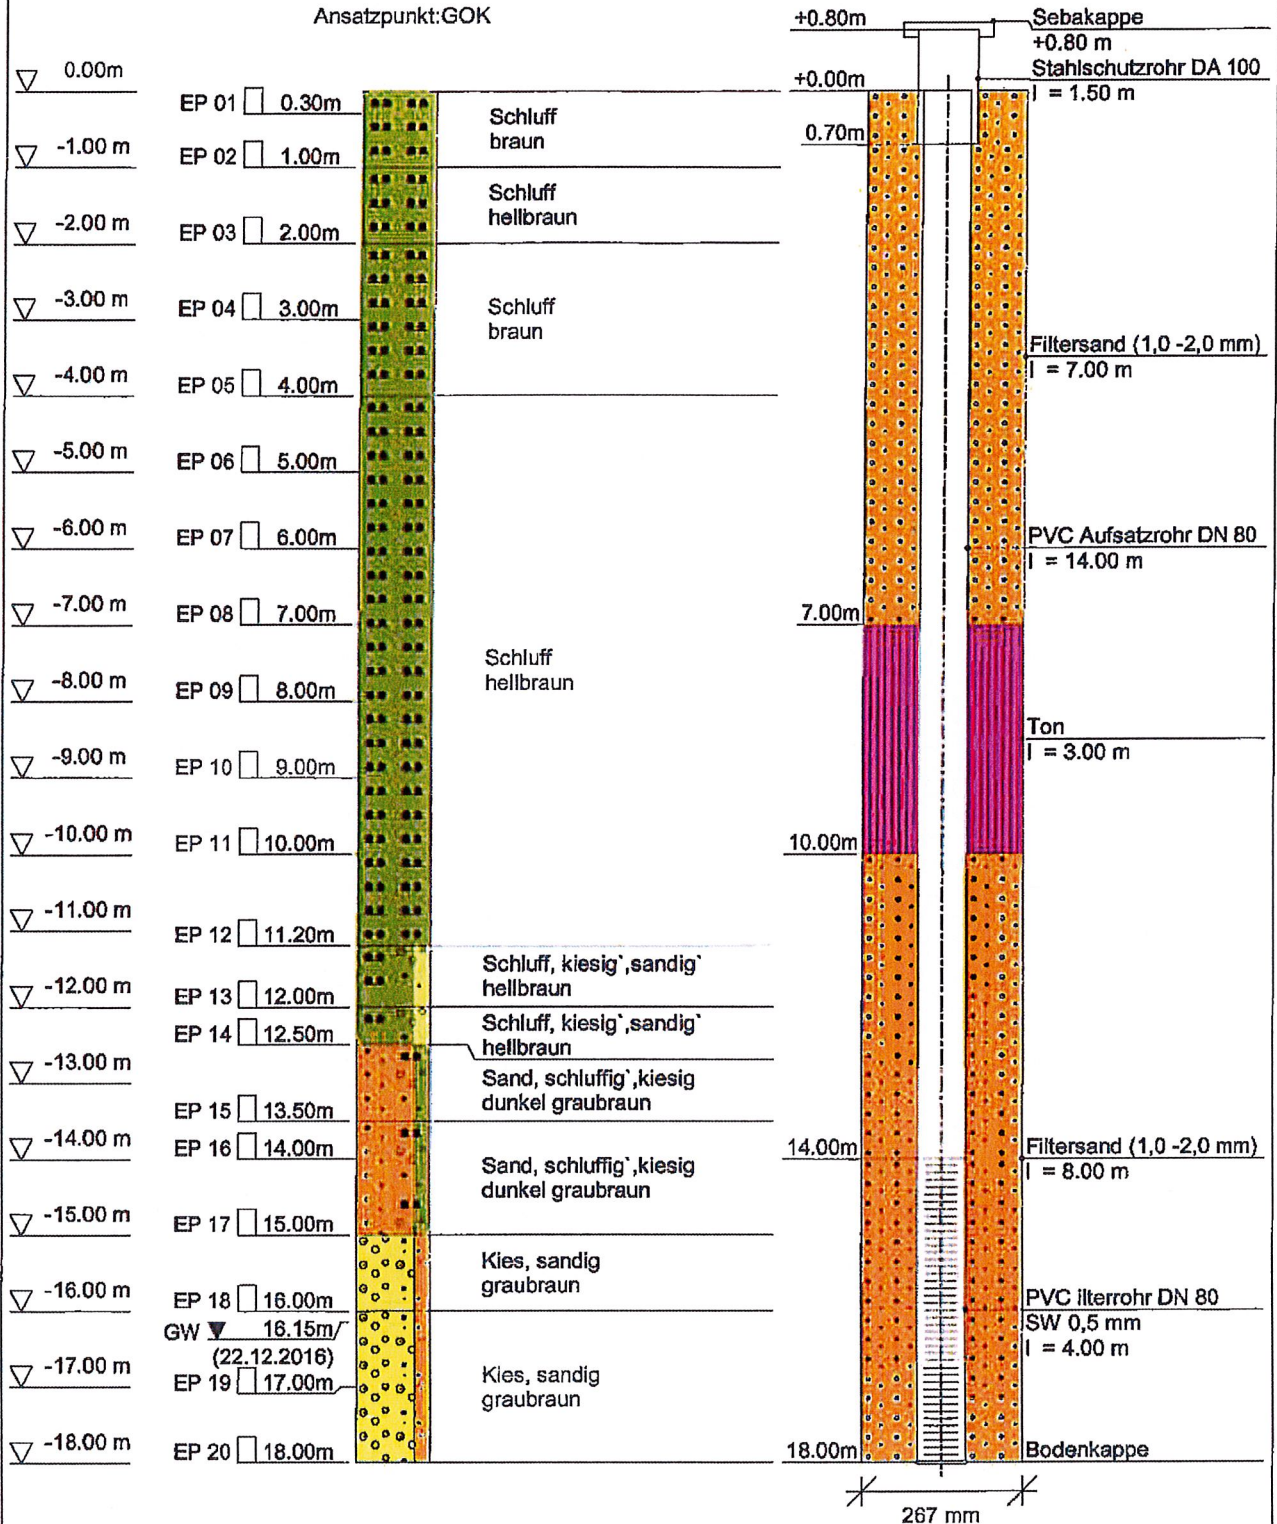 Ansatzpunkt:GOK
+0.80m
Sebakappe
+0.80 m
0.00m
+0.00m
Stahlschutzrohr DA 100
l = 1.50 m
EP 01 0.30m
Schluff
braun
0.70m
-1.00 m
EP 02 1.00m
Schluff
hellbraun
-2.00 m
EP 03 2.00m
-3.00 m
EP 04 3.00m
Schluff
braun
Filtersand (1,0 -2,0 mm)
l = 7.00 m
-4.00 m
EP 05 4.00m
-5.00 m
EP 06 5.00m
-6.00 m
EP 07 6.00m
PVC Aufsatzrohr DN 80
l = 14.00 m
-7.00 m
EP 08 7.00m
7.00m
Schluff
hellbraun
-8.00 m
EP 09 8.00m
Ton
l = 3.00 m
-9.00 m
EP 10 9.00m
-10.00 m
EP 11 10.00m
10.00m
-11.00 m
EP 12 11.20m
Schluff, kiesig`,sandig`
hellbraun
-12.00 m
EP 13 12.00m
Schluff, kiesig`,sandig`
hellbraun
EP 14 12.50m
-13.00 m
Sand, schluffig`,kiesig
dunkel graubraun
EP 15 13.50m
-14.00 m
EP 16 14.00m
14.00m
Filtersand (1,0 -2,0 mm)
l = 8.00 m
Sand, schluffig`,kiesig
dunkel graubraun
-15.00 m
EP 17 15.00m
Kies, sandig
graubraun
-16.00 m
EP 18 16.00m
PVC ilterrohr DN 80
SW 0,5 mm
l = 4.00 m
GW 16.15m
(22.12.2016)
-17.00 m
EP 19 17.00m
Kies, sandig
graubraun
-18.00 m
EP 20 18.00m
18.00m
Bodenkappe
267 mm